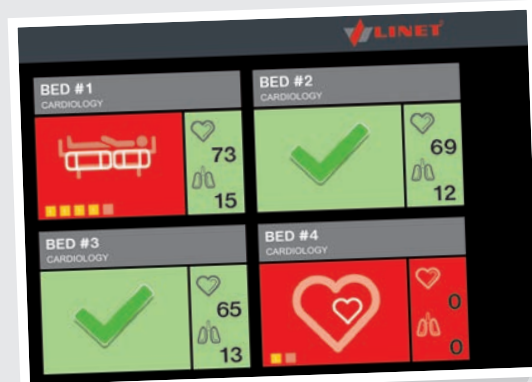 LINET
BED #1
CARDIOLOGY
73
15
BED #2
CARDIOLOGY
69
12
BED #3
CARDIOLOGY
65
13
BED #4
CARDIOLOGY
0
0